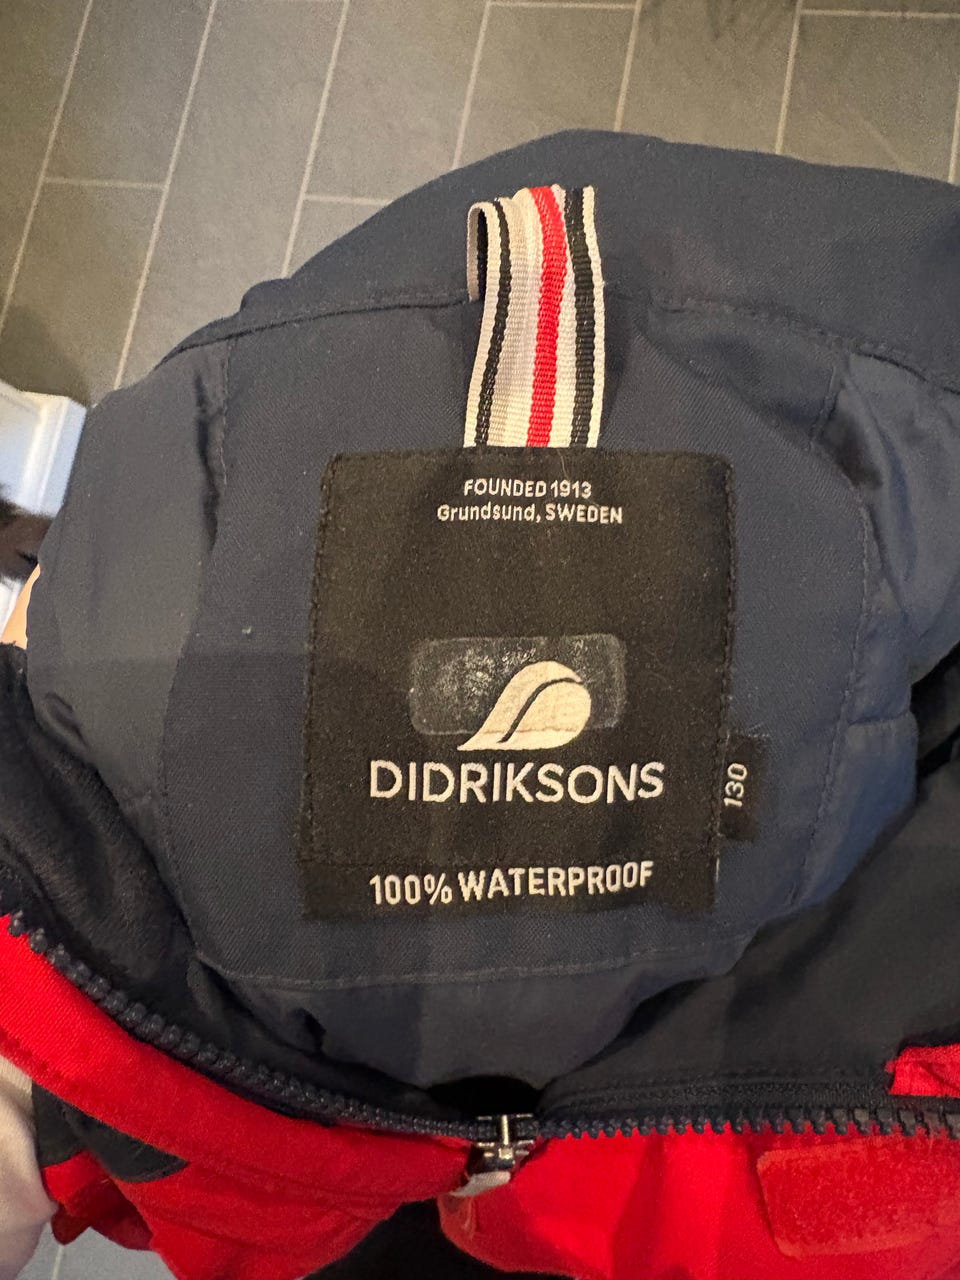 FOUNDED 1913
Grundsund, SWEDEN
DIDRIKSONS
130
100% WATERPROOF